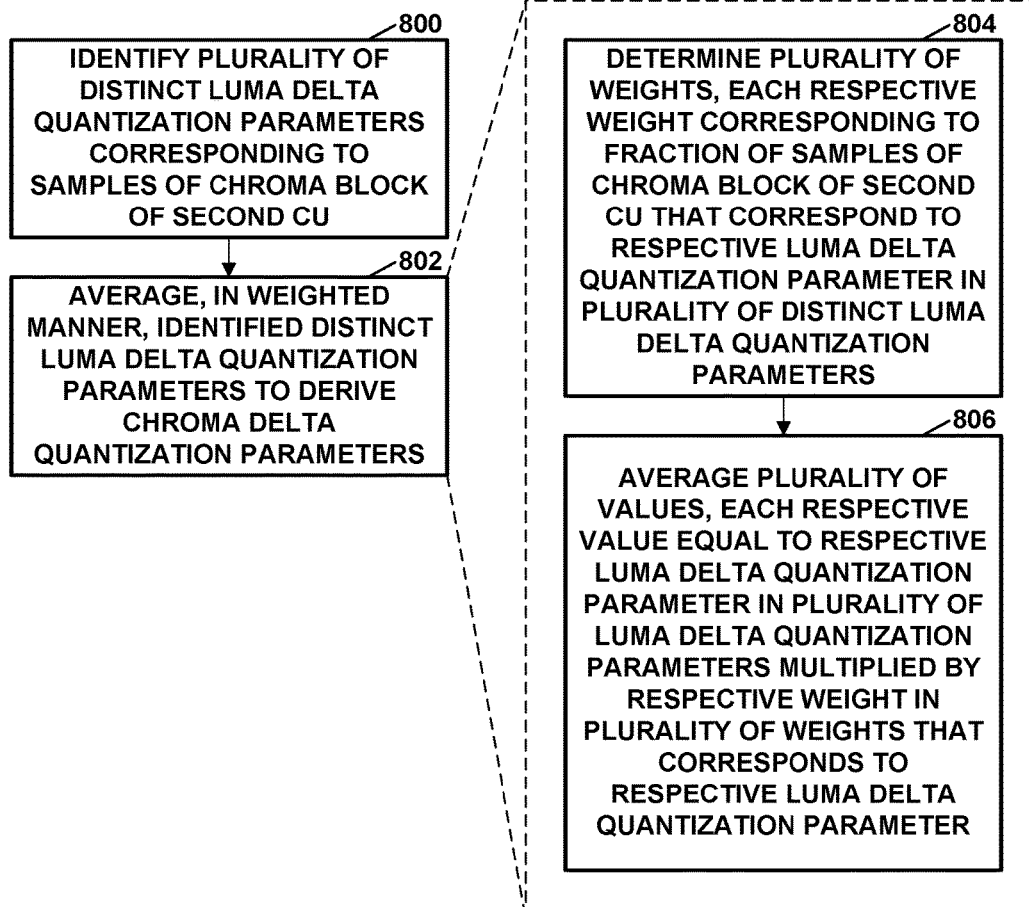 800
IDENTIFY PLURALITY OF
DISTINCT LUMA DELTA
QUANTIZATION PARAMETERS
CORRESPONDING TO
SAMPLES OF CHROMA BLOCK
OF SECOND CU
802
AVERAGE, IN WEIGHTED
MANNER, IDENTIFIED DISTINCT
LUMA DELTA QUANTIZATION
PARAMETERS TO DERIVE
CHROMA DELTA
QUANTIZATION PARAMETERS
804
DETERMINE PLURALITY OF
WEIGHTS, EACH RESPECTIVE
WEIGHT CORRESPONDING TO
FRACTION OF SAMPLES OF
CHROMA BLOCK OF SECOND
CU THAT CORRESPOND TO
RESPECTIVE LUMA DELTA
QUANTIZATION PARAMETER IN
PLURALITY OF DISTINCT LUMA
DELTA QUANTIZATION
PARAMETERS
806
AVERAGE PLURALITY OF
VALUES, EACH RESPECTIVE
VALUE EQUAL TO RESPECTIVE
LUMA DELTA QUANTIZATION
PARAMETER IN PLURALITY OF
LUMA DELTA QUANTIZATION
PARAMETERS MULTIPLIED BY
RESPECTIVE WEIGHT IN
PLURALITY OF WEIGHTS THAT
CORRESPONDS TO
RESPECTIVE LUMA DELTA
QUANTIZATION PARAMETER